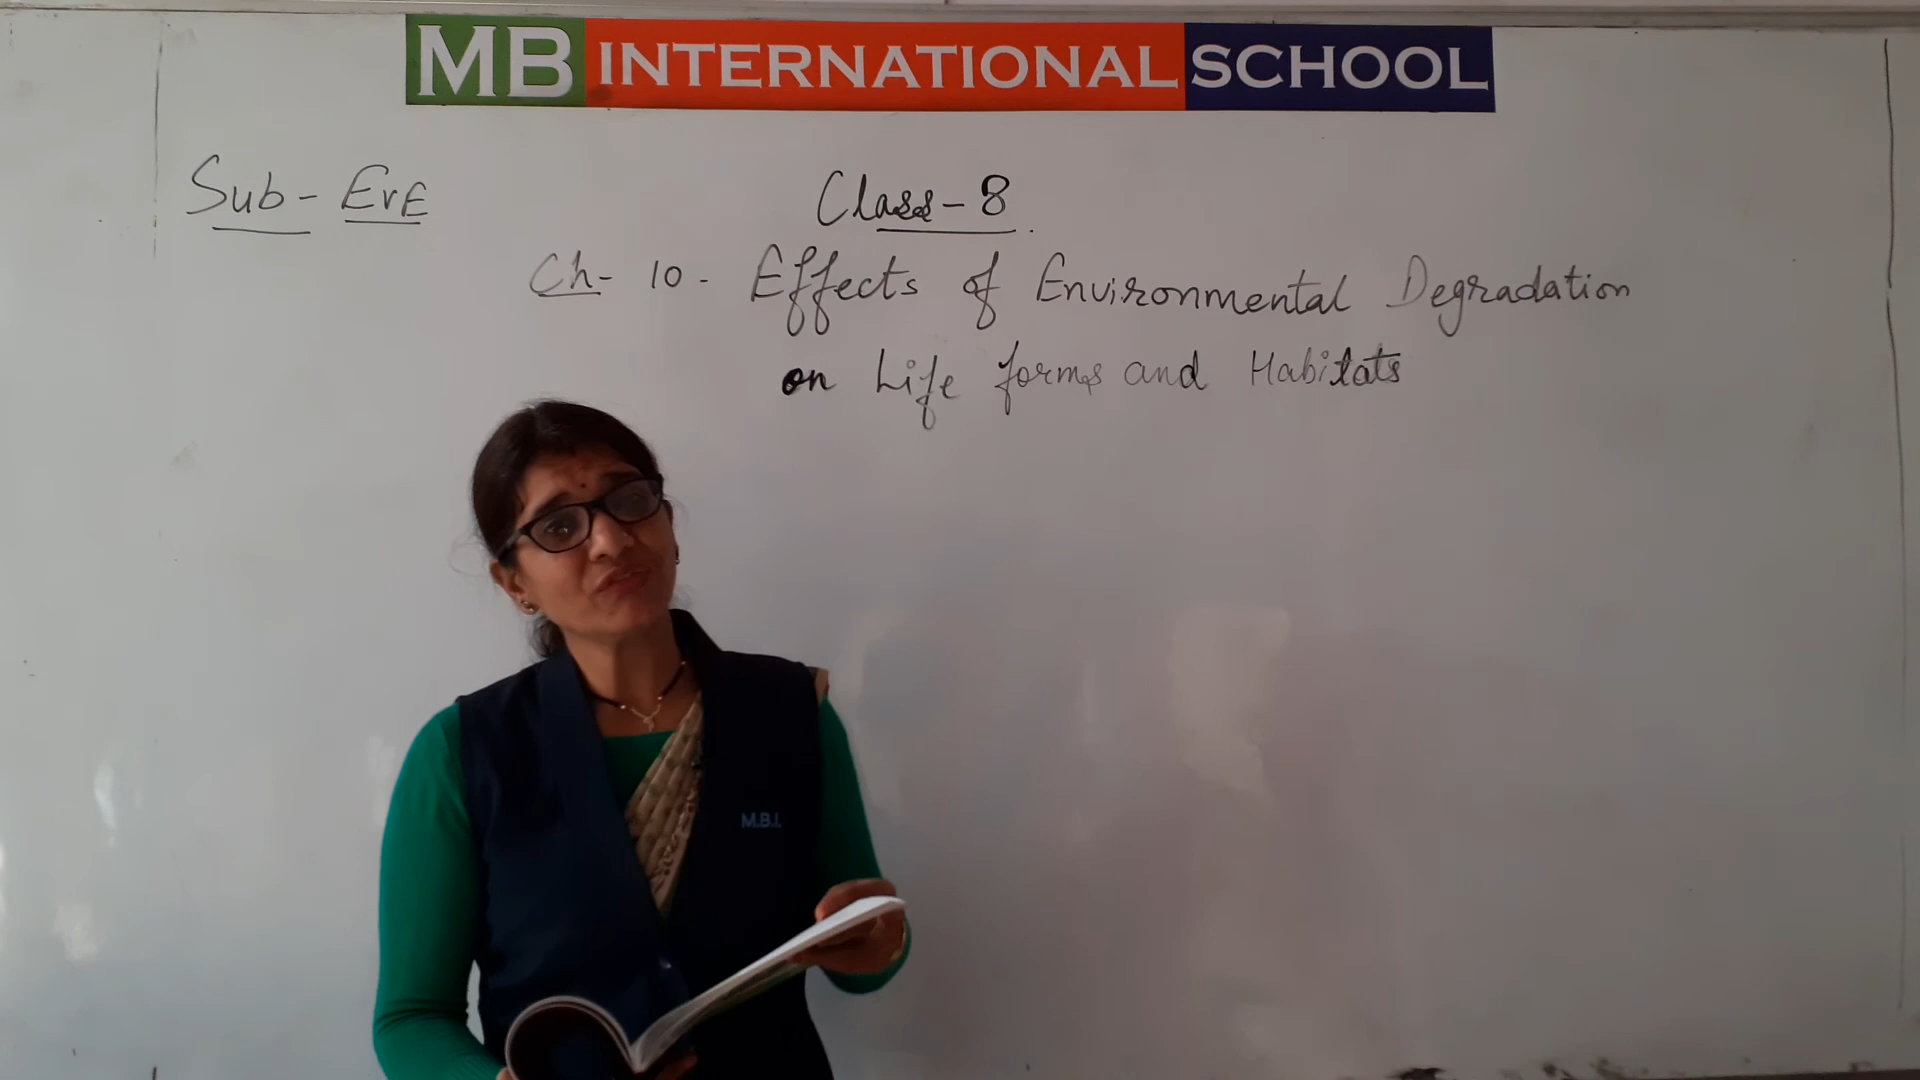 MB INTERNATIONAL SCHOOL
Sub - EVE
Class - 8
Ch - 10 - Effects of Environmental Degradation
on Life forms and Habitats
M.B.I.